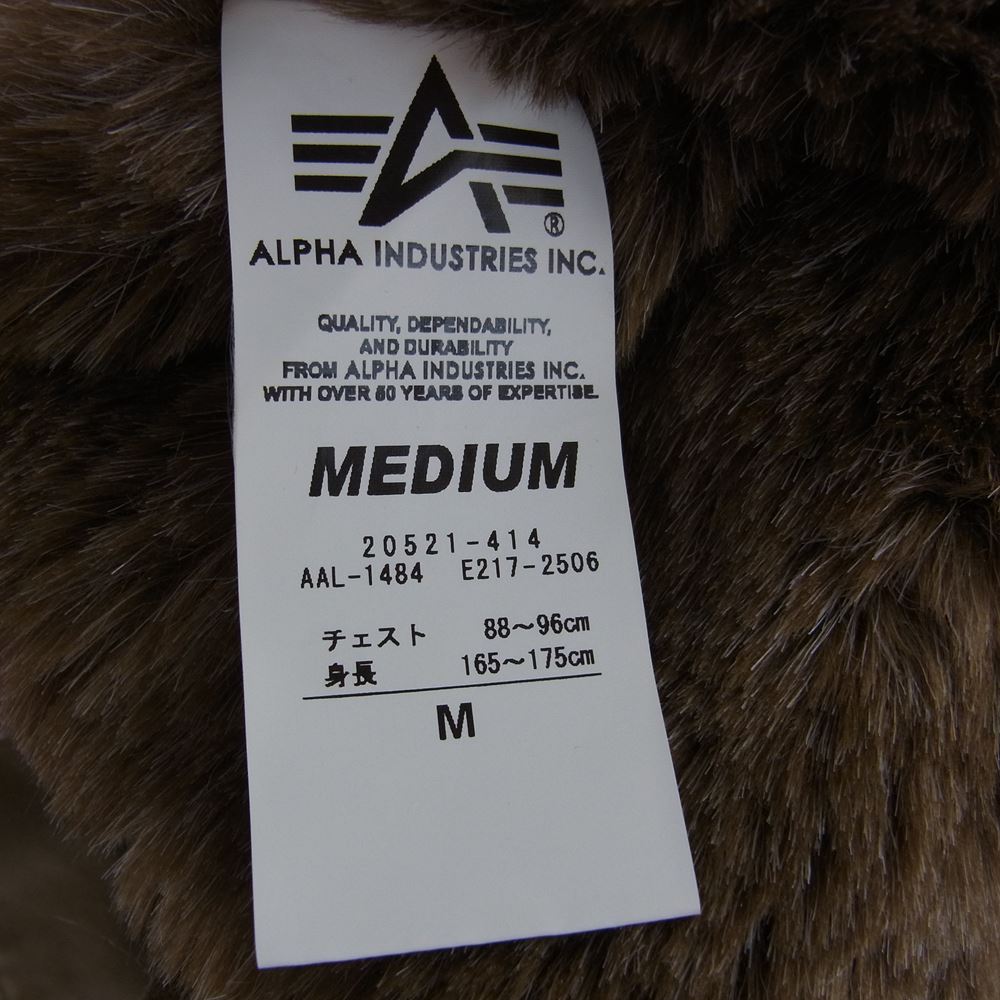 ®
ALPHA INDUSTRIES INC.
QUALITY, DEPENDABILITY,
AND DURABILITY
FROM ALPHA INDUSTRIES INC.
WITH OVER 50 YEARS OF EXPERTISE.
MEDIUM
20521-414
AAL-1484 E217-2506
チェスト 88〜96cm
身長 165〜175cm
M